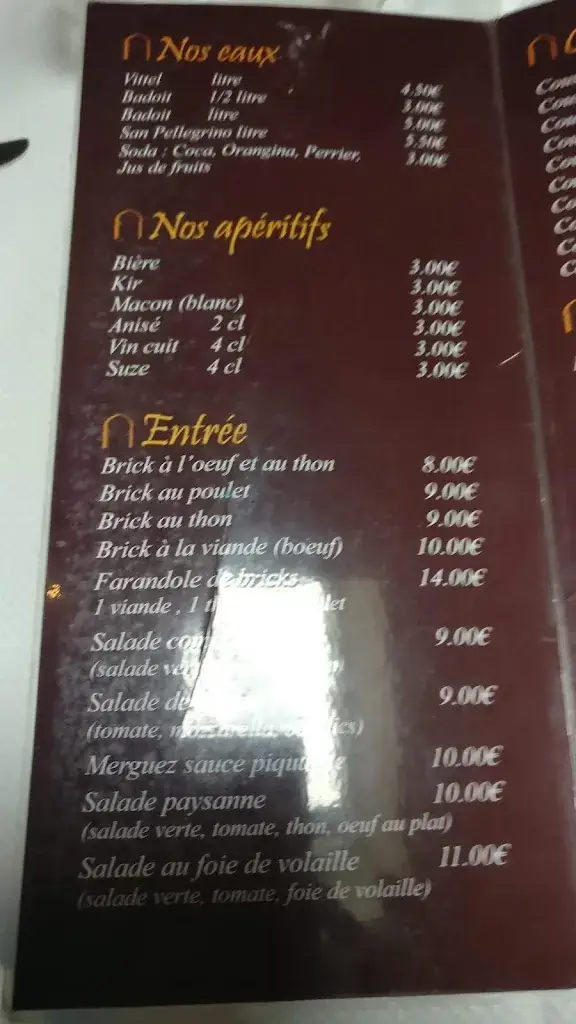 Nos eaux
Vittel litre 4.50€
Badoit 1/2 litre 3.00€
Badoit litre 5.00€
San Pellegrino litre 5.50€
Soda : Coca, Orangina, Perrier, 3.00€
Jus de fruits
Nos apéritifs
Bière 3.00€
Kir 3.00€
Macon (blanc) 3.00€
Anisé 2 cl 3.00€
Vin cuit 4 cl 3.00€
Suze 4 cl 3.00€
Entrée
Brick à l'oeuf et au thon 8.00€
Brick au poulet 9.00€
Brick au thon 9.00€
Brick à la viande (boeuf) 10.00€
Farandole de bricks 14.00€
1 viande , 1
Salade 9.00€
(salade
Salade 9.00€
(tomate,
Merguez sauce 10.00€
Salade paysanne 10.00€
(salade verte, tomate, thon, oeuf au plat)
Salade au foie de volaille 11.00€
(salade verte, tomate, foie de volaille)